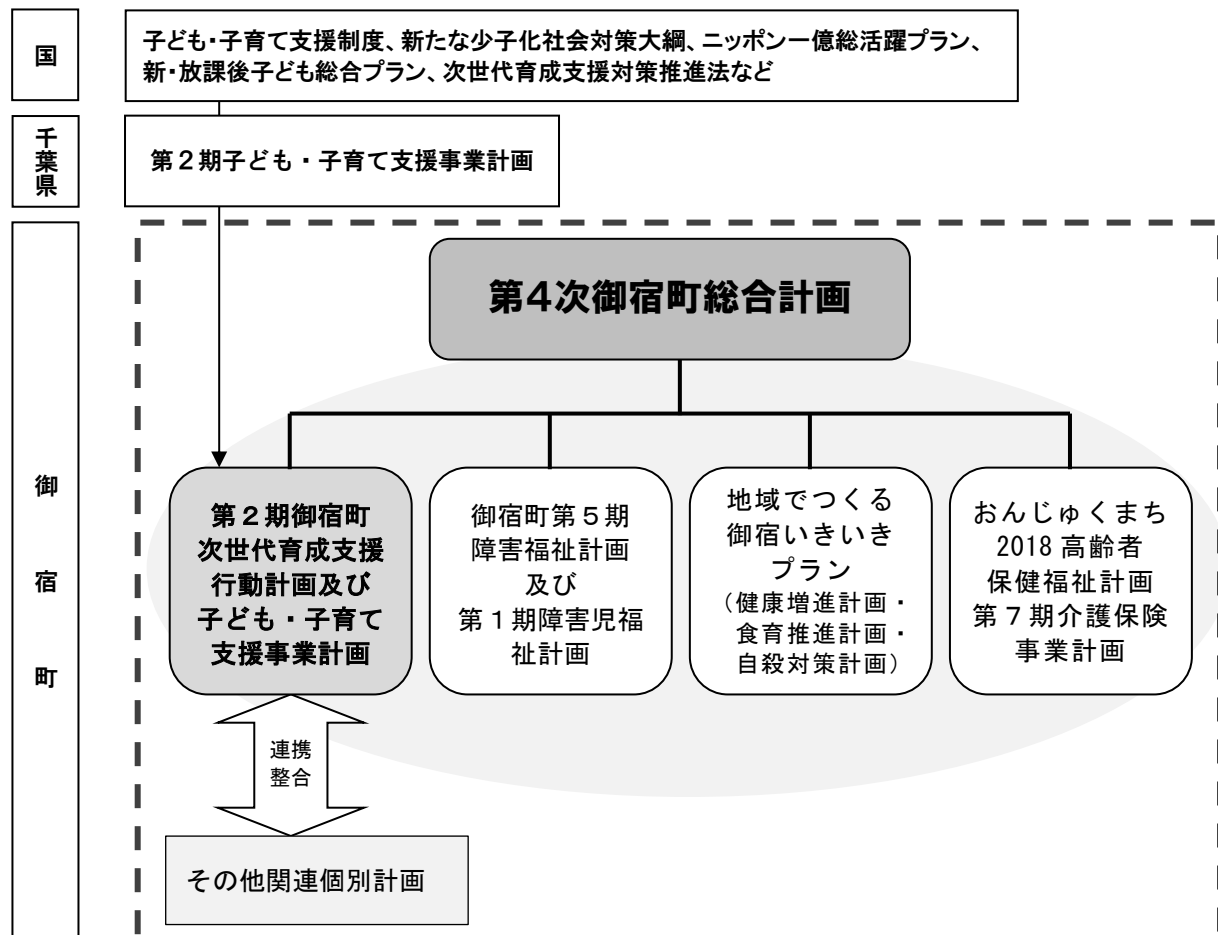 国
子ども・子育て支援制度、新たな少子化社会対策大綱、ニッポン一億総活躍プラン、
新・放課後子ども総合プラン、次世代育成支援対策推進法など
千葉県
第２期子ども・子育て支援事業計画
御宿町
第４次御宿町総合計画
第２期御宿町
次世代育成支援
行動計画及び
子ども・子育て
支援事業計画
御宿町第５期
障害福祉計画
及び
第１期障害児福
祉計画
地域でつくる
御宿いきいき
プラン
（健康増進計画・
食育推進計画・
自殺対策計画）
おんじゅくまち
2018 高齢者
保健福祉計画
第７期介護保険
事業計画
連携
整合
その他関連個別計画